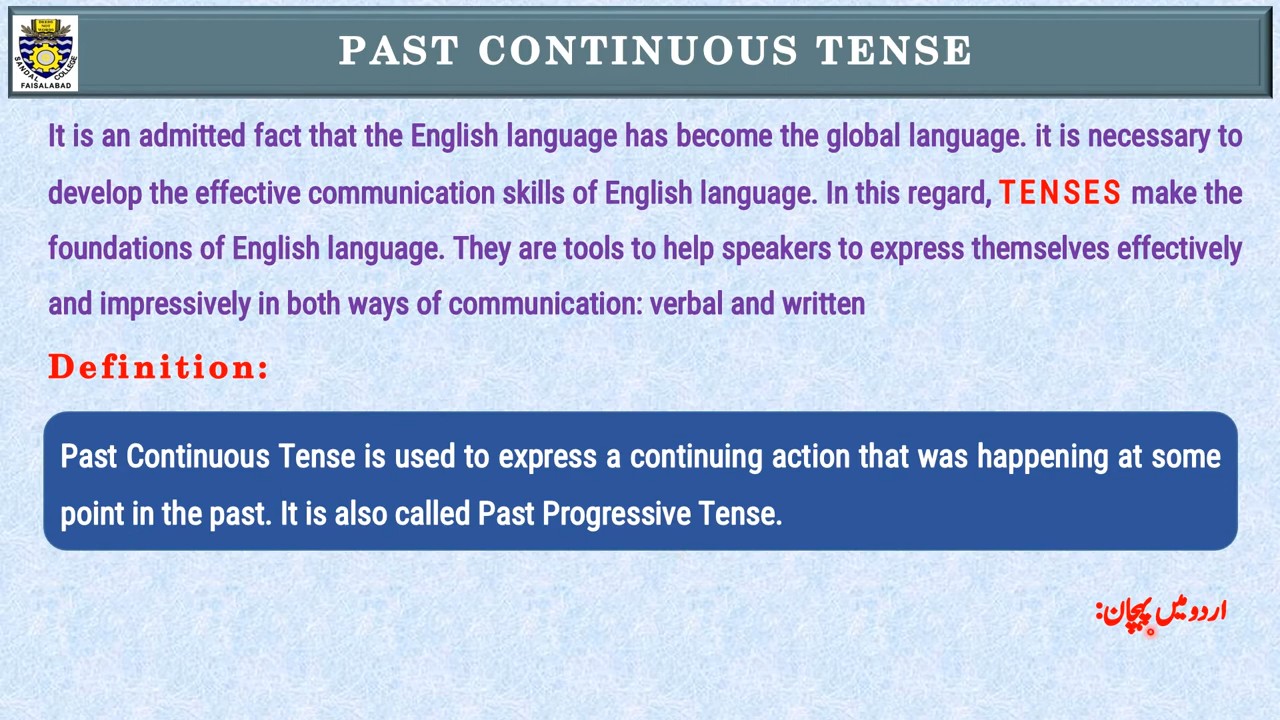 PAST CONTINUOUS TENSE
SANDAL COLLEGE
FAISALABAD
It is an admitted fact that the English language has become the global language. it is necessary to
develop the effective communication skills of English language. In this regard, TENSES make the
foundations of English language. They are tools to help speakers to express themselves effectively
and impressively in both ways of communication: verbal and written
Definition:
Past Continuous Tense is used to express a continuing action that was happening at some
point in the past. It is also called Past Progressive Tense.
اردو میں پہچان: